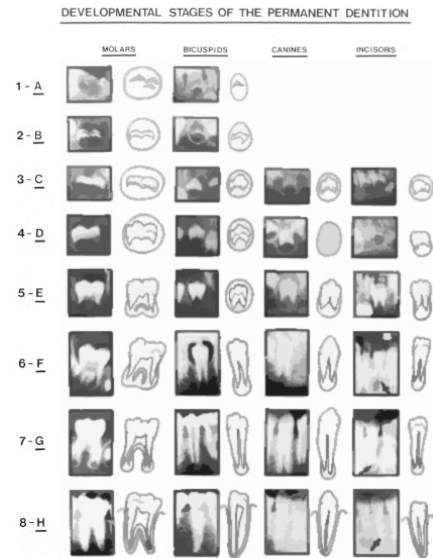 DEVELOPMENTAL STAGES OF THE PERMANENT DENTITION
MOLARS BICUSPIDS CANINES INCISORS
1 - A
2 - B
3 - C
4 - D
5 - E
6 - F
7 - G
8 - H